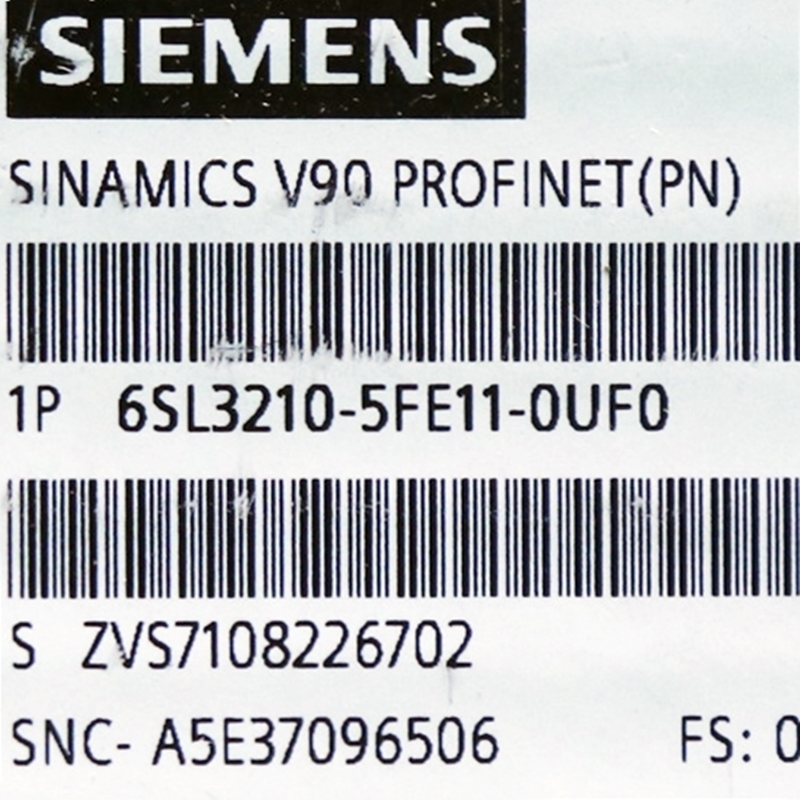 SIEMENS
SINAMICS V90 PROFINET(PN)
1P 6SL3210-5FE11-0UF0
S ZVS7108226702
SNC- A5E37096506 FS: 0